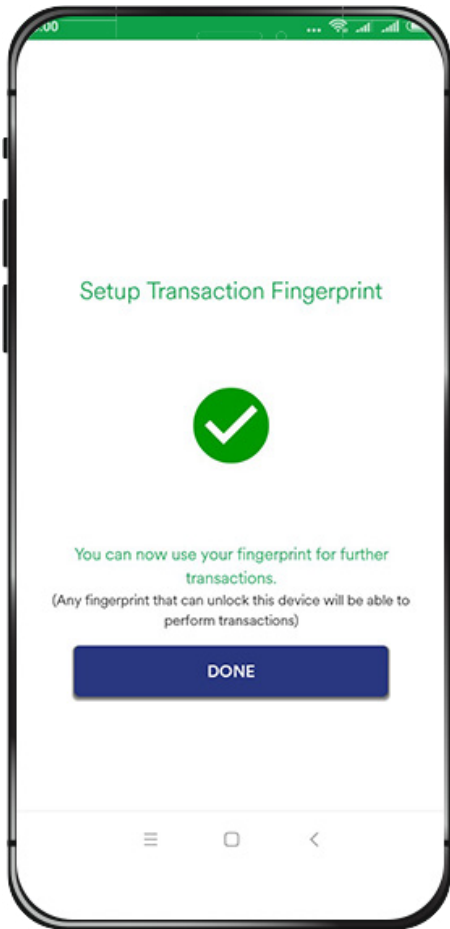 :00
Setup Transaction Fingerprint
You can now use your fingerprint for further
transactions.
(Any fingerprint that can unlock this device will be able to
perform transactions)
DONE